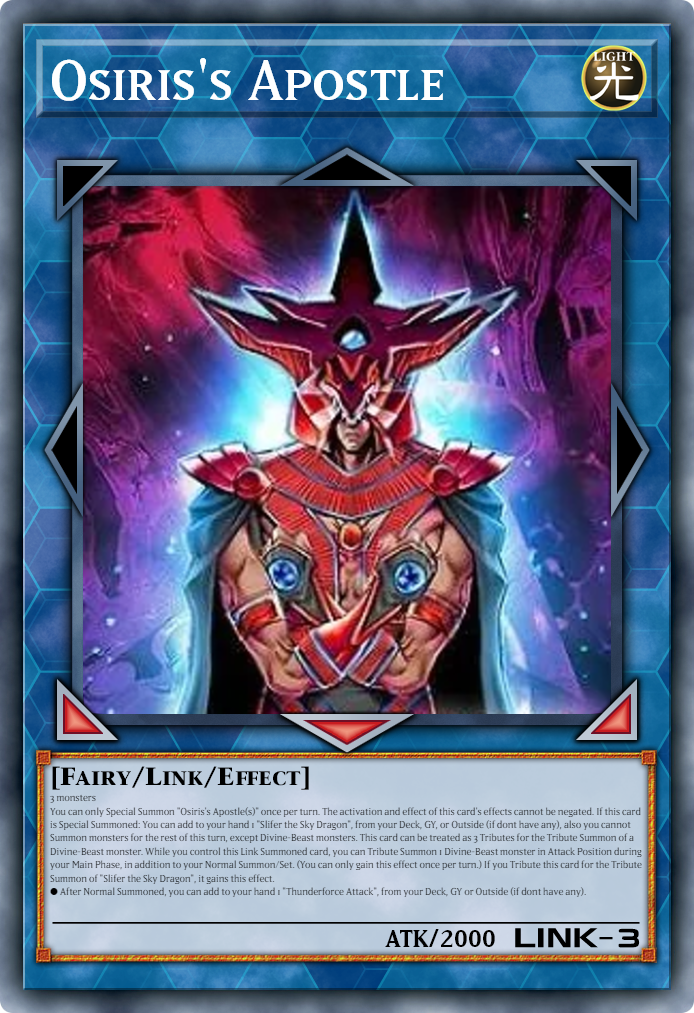 Osiris's Apostle
LIGHT
光
[Fairy/Link/Effect]
3 monsters
You can only Special Summon "Osiris's Apostle(s)" once per turn. The activation and effect of this card's effects cannot be negated. If this card
is Special Summoned: You can add to your hand 1 "Slifer the Sky Dragon", from your Deck, GY, or Outside (if dont have any), also you cannot
Summon monsters for the rest of this turn, except Divine-Beast monsters. This card can be treated as 3 Tributes for the Tribute Summon of a
Divine-Beast monster. While you control this Link Summoned card, you can Tribute Summon 1 Divine-Beast monster in Attack Position during
your Main Phase, in addition to your Normal Summon/Set. (You can only gain this effect once per turn.) If you Tribute this card for the Tribute
Summon of "Slifer the Sky Dragon", it gains this effect.
● After Normal Summoned, you can add to your hand 1 "Thunderforce Attack", from your Deck, GY or Outside (if dont have any).
ATK/2000 LINK-3